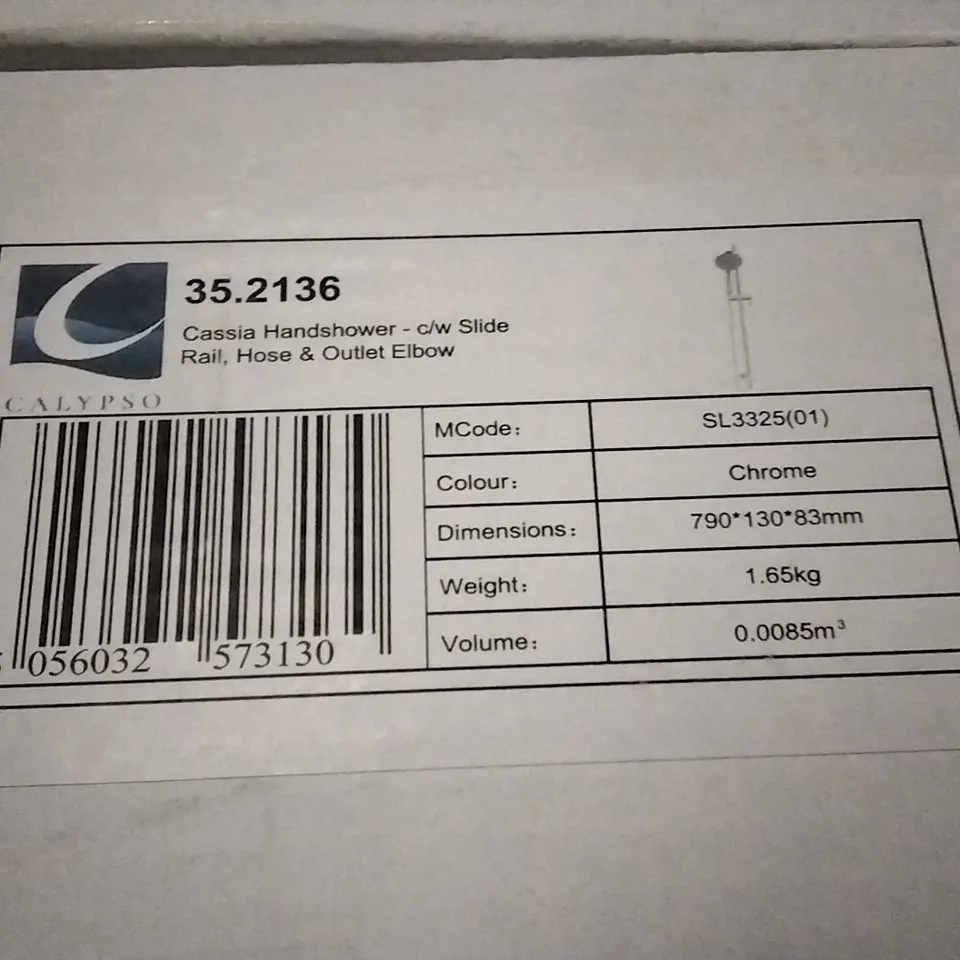 35.2136
Cassia Handshower - c/w Slide
Rail, Hose & Outlet Elbow
CALYPSO
MCode: SL3325(01)
Colour: Chrome
Dimensions: 790*130*83mm
Weight: 1.65kg
Volume: 0.0085m³
056032 573130